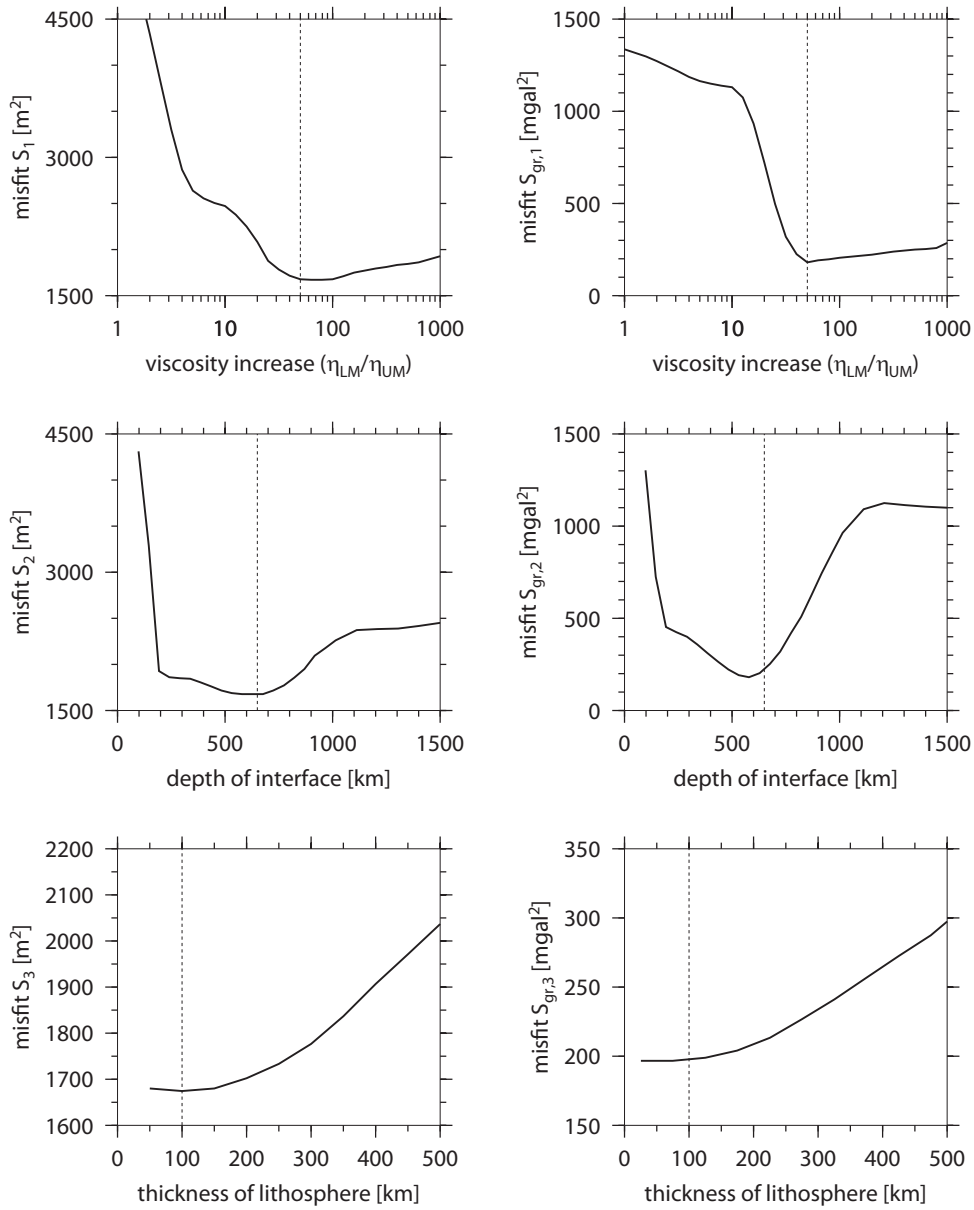 4500
3000
1500
misfit S1 [m2]
1 10 100 1000
viscosity increase (ηLM/ηUM)
1500
1000
500
0
misfit Sgr,1 [mgal2]
1 10 100 1000
viscosity increase (ηLM/ηUM)
4500
3000
1500
misfit S2 [m2]
0 500 1000 1500
depth of interface [km]
1500
1000
500
0
misfit Sgr,2 [mgal2]
0 500 1000 1500
depth of interface [km]
2200
2100
2000
1900
1800
1700
1600
misfit S3 [m2]
0 100 200 300 400 500
thickness of lithosphere [km]
350
300
250
200
150
misfit Sgr,3 [mgal2]
0 100 200 300 400 500
thickness of lithosphere [km]